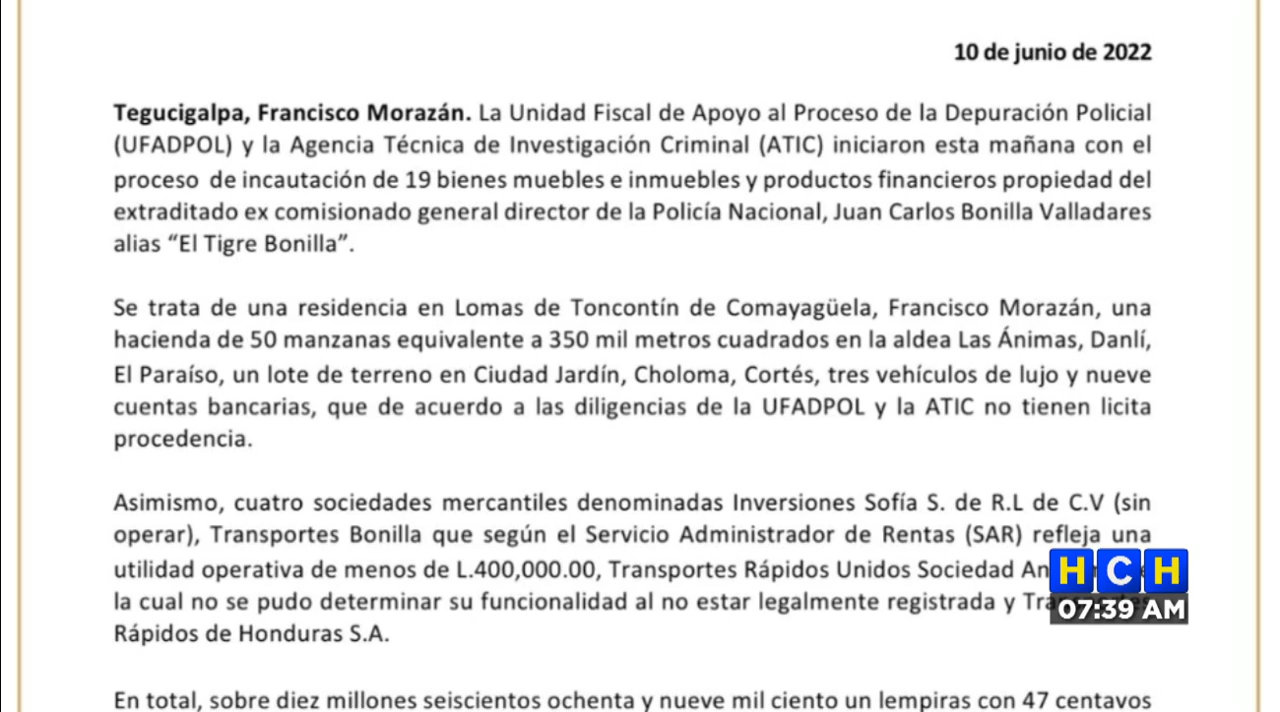 10 de junio de 2022
Tegucigalpa, Francisco Morazán. La Unidad Fiscal de Apoyo al Proceso de la Depuración Policial
(UFADPOL) y la Agencia Técnica de Investigación Criminal (ATIC) iniciaron esta mañana con el
proceso de incautación de 19 bienes muebles e inmuebles y productos financieros propiedad del
extraditado ex comisionado general director de la Policía Nacional, Juan Carlos Bonilla Valladares
alias “El Tigre Bonilla”.
Se trata de una residencia en Lomas de Toncontín de Comayagüela, Francisco Morazán, una
hacienda de 50 manzanas equivalente a 350 mil metros cuadrados en la aldea Las Ánimas, Danlí,
El Paraíso, un lote de terreno en Ciudad Jardín, Choloma, Cortés, tres vehículos de lujo y nueve
cuentas bancarias, que de acuerdo a las diligencias de la UFADPOL y la ATIC no tienen licita
procedencia.
Asimismo, cuatro sociedades mercantiles denominadas Inversiones Sofía S. de R.L de C.V (sin
operar), Transportes Bonilla que según el Servicio Administrador de Rentas (SAR) refleja una
utilidad operativa de menos de L.400,000.00, Transportes Rápidos Unidos Sociedad
la cual no se pudo determinar su funcionalidad al no estar legalmente registrada y
Rápidos de Honduras S.A.
En total, sobre diez millones seiscientos ochenta y nueve mil ciento un lempiras con 47 centavos
HCH
07:39 AM